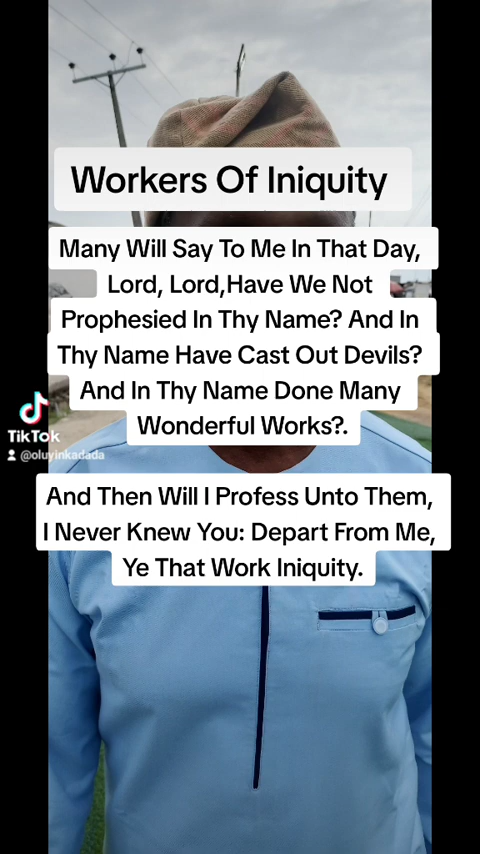 Workers Of Iniquity
Many Will Say To Me In That Day,
Lord, Lord,Have We Not
Prophesied In Thy Name? And In
Thy Name Have Cast Out Devils?
And In Thy Name Done Many
Wonderful Works?.
TikTok
@oluyinkadada
And Then Will I Profess Unto Them,
I Never Knew You: Depart From Me,
Ye That Work Iniquity.